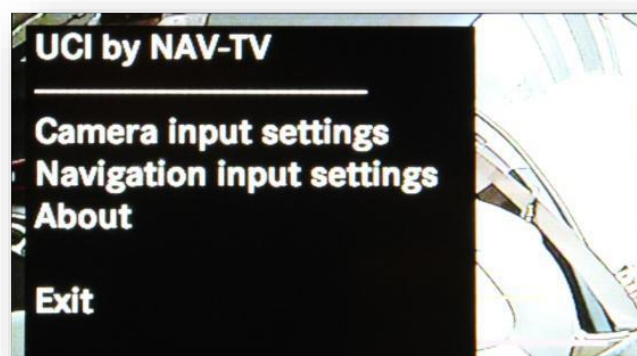 UCI by NAV-TV
Camera input settings
Navigation input settings
About
Exit